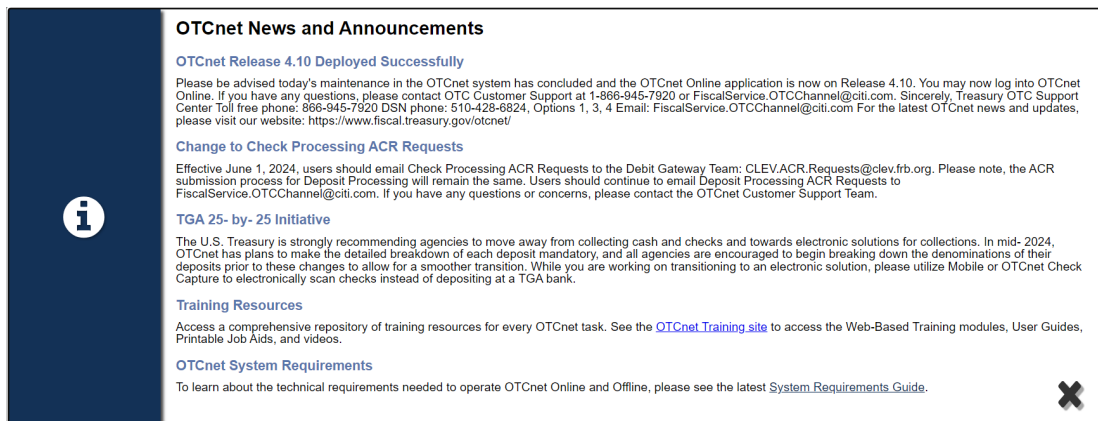 OTCnet News and Announcements
OTCnet Release 4.10 Deployed Successfully
Please be advised today's maintenance in the OTCnet system has concluded and the OTCnet Online application is now on Release 4.10. You may now log into OTCnet
Online. If you have any questions, please contact OTC Customer Support at 1-866-945-7920 or FiscalService.OTCChannel@citi.com. Sincerely, Treasury OTC Support
Center Toll free phone: 866-945-7920 DSN phone: 510-428-6824, Options 1, 3, 4 Email: FiscalService.OTCChannel@citi.com For the latest OTCnet news and updates,
please visit our website: https://www.fiscal.treasury.gov/otcnet/
Change to Check Processing ACR Requests
Effective June 1, 2024, users should email Check Processing ACR Requests to the Debit Gateway Team: CLEV.ACR.Requests@clev.frb.org. Please note, the ACR
submission process for Deposit Processing will remain the same. Users should continue to email Deposit Processing ACR Requests to
FiscalService.OTCChannel@citi.com. If you have any questions or concerns, please contact the OTCnet Customer Support Team.
TGA 25- by- 25 Initiative
The U.S. Treasury is strongly recommending agencies to move away from collecting cash and checks and towards electronic solutions for collections. In mid- 2024,
OTCnet has plans to make the detailed breakdown of each deposit mandatory, and all agencies are encouraged to begin breaking down the denominations of their
deposits prior to these changes to allow for a smoother transition. While you are working on transitioning to an electronic solution, please utilize Mobile or OTCnet Check
Capture to electronically scan checks instead of depositing at a TGA bank.
Training Resources
Access a comprehensive repository of training resources for every OTCnet task. See the OTCnet Training site to access the Web-Based Training modules, User Guides,
Printable Job Aids, and videos.
OTCnet System Requirements
To learn about the technical requirements needed to operate OTCnet Online and Offline, please see the latest System Requirements Guide.